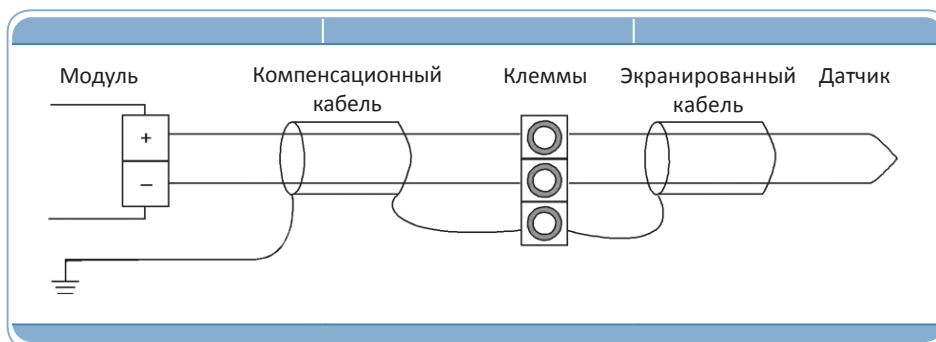 Модуль
Компенсационный
кабель
Клеммы
Экранированный
кабель
Датчик
+
–